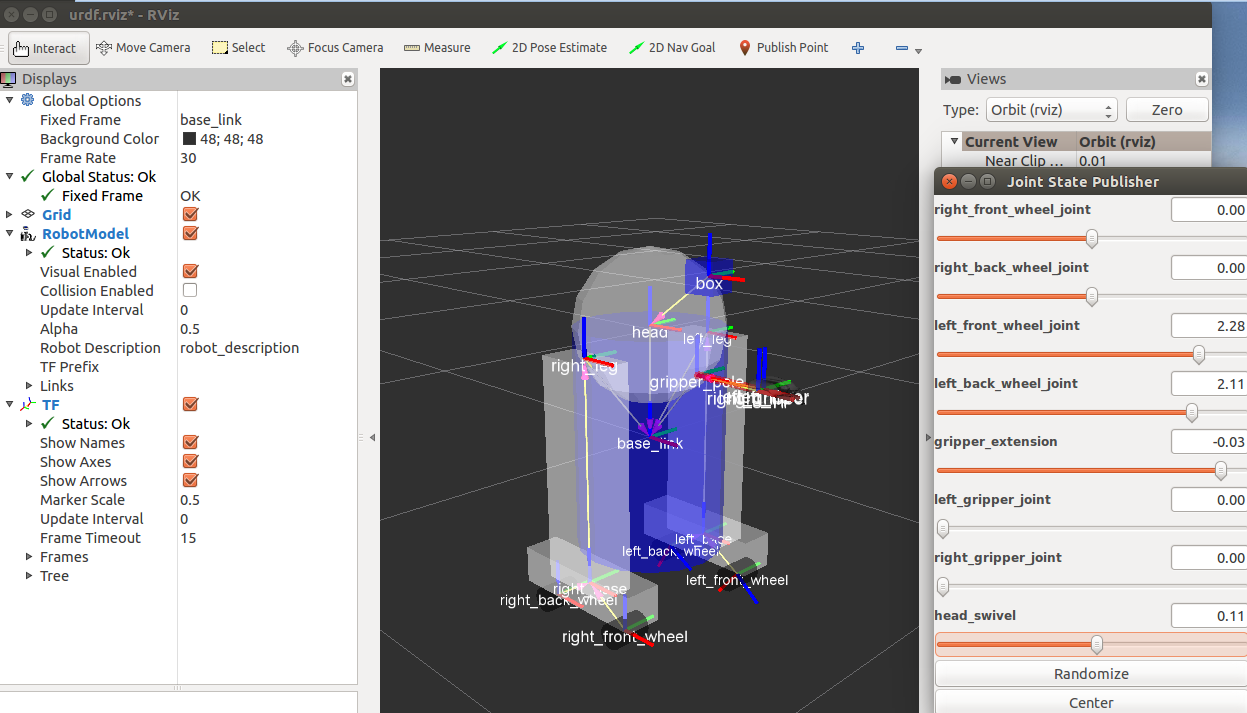 urdf.rviz* - RViz
Interact Move Camera Select Focus Camera Measure 2D Pose Estimate 2D Nav Goal Publish Point
Displays
Global Options
Fixed Frame base_link
Background Color 48; 48; 48
Frame Rate 30
Global Status: Ok
Fixed Frame OK
Grid
RobotModel
Status: Ok
Visual Enabled
Collision Enabled
Update Interval 0
Alpha 0.5
Robot Description robot_description
TF Prefix
Links
TF
Status: Ok
Show Names
Show Axes
Show Arrows
Marker Scale 0.5
Update Interval 0
Frame Timeout 15
Frames
Tree
box
head
left_leg
right_leg
gripper_pole
base_link
left_base
left_back_wheel
left_front_wheel
right_base
right_back_wheel
right_front_wheel
Views
Type: Orbit (rviz) Zero
Current View Orbit (rviz)
Near Clip ... 0.01
Joint State Publisher
right_front_wheel_joint 0.00
right_back_wheel_joint 0.00
left_front_wheel_joint 2.28
left_back_wheel_joint 2.11
gripper_extension -0.03
left_gripper_joint 0.00
right_gripper_joint 0.00
head_swivel 0.11
Randomize
Center